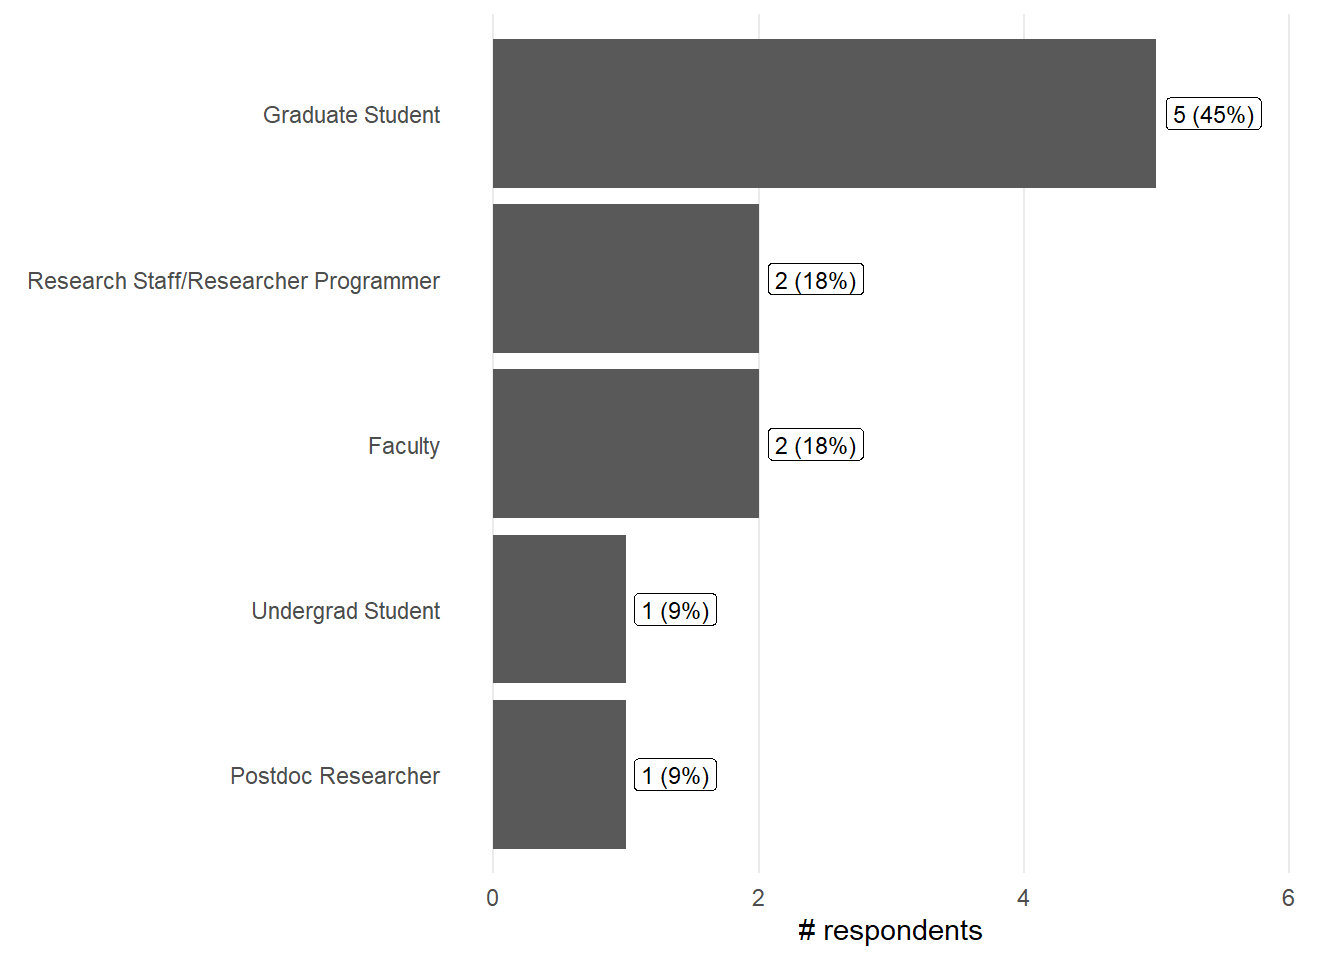 Graduate Student
5 (45%)
Research Staff/Researcher Programmer
2 (18%)
Faculty
2 (18%)
Undergrad Student
1 (9%)
Postdoc Researcher
1 (9%)
0 2 4 6
# respondents